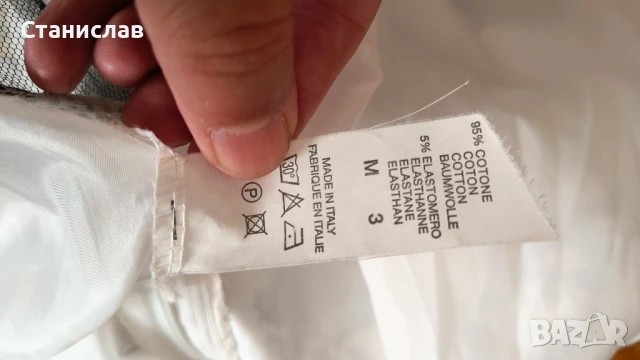 Станислав
95% COTONE
COTON
COTTON
BAUMWOLLE
5% ELASTOMERO
ELASTHANNE
ELASTANE
ELASTHAN
M 3
MADE IN ITALY
FABRIQUE EN ITALIE
30°
P
BAZAR